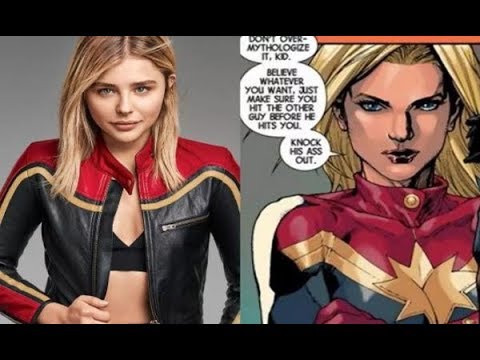 DON'T OVER-
MYTHOLOGIZE
IT, KID.
BELIEVE
WHATEVER
YOU WANT, JUST
MAKE SURE YOU
HIT THE OTHER
GUY BEFORE HE
HITS YOU.
KNOCK
HIS ASS
OUT.